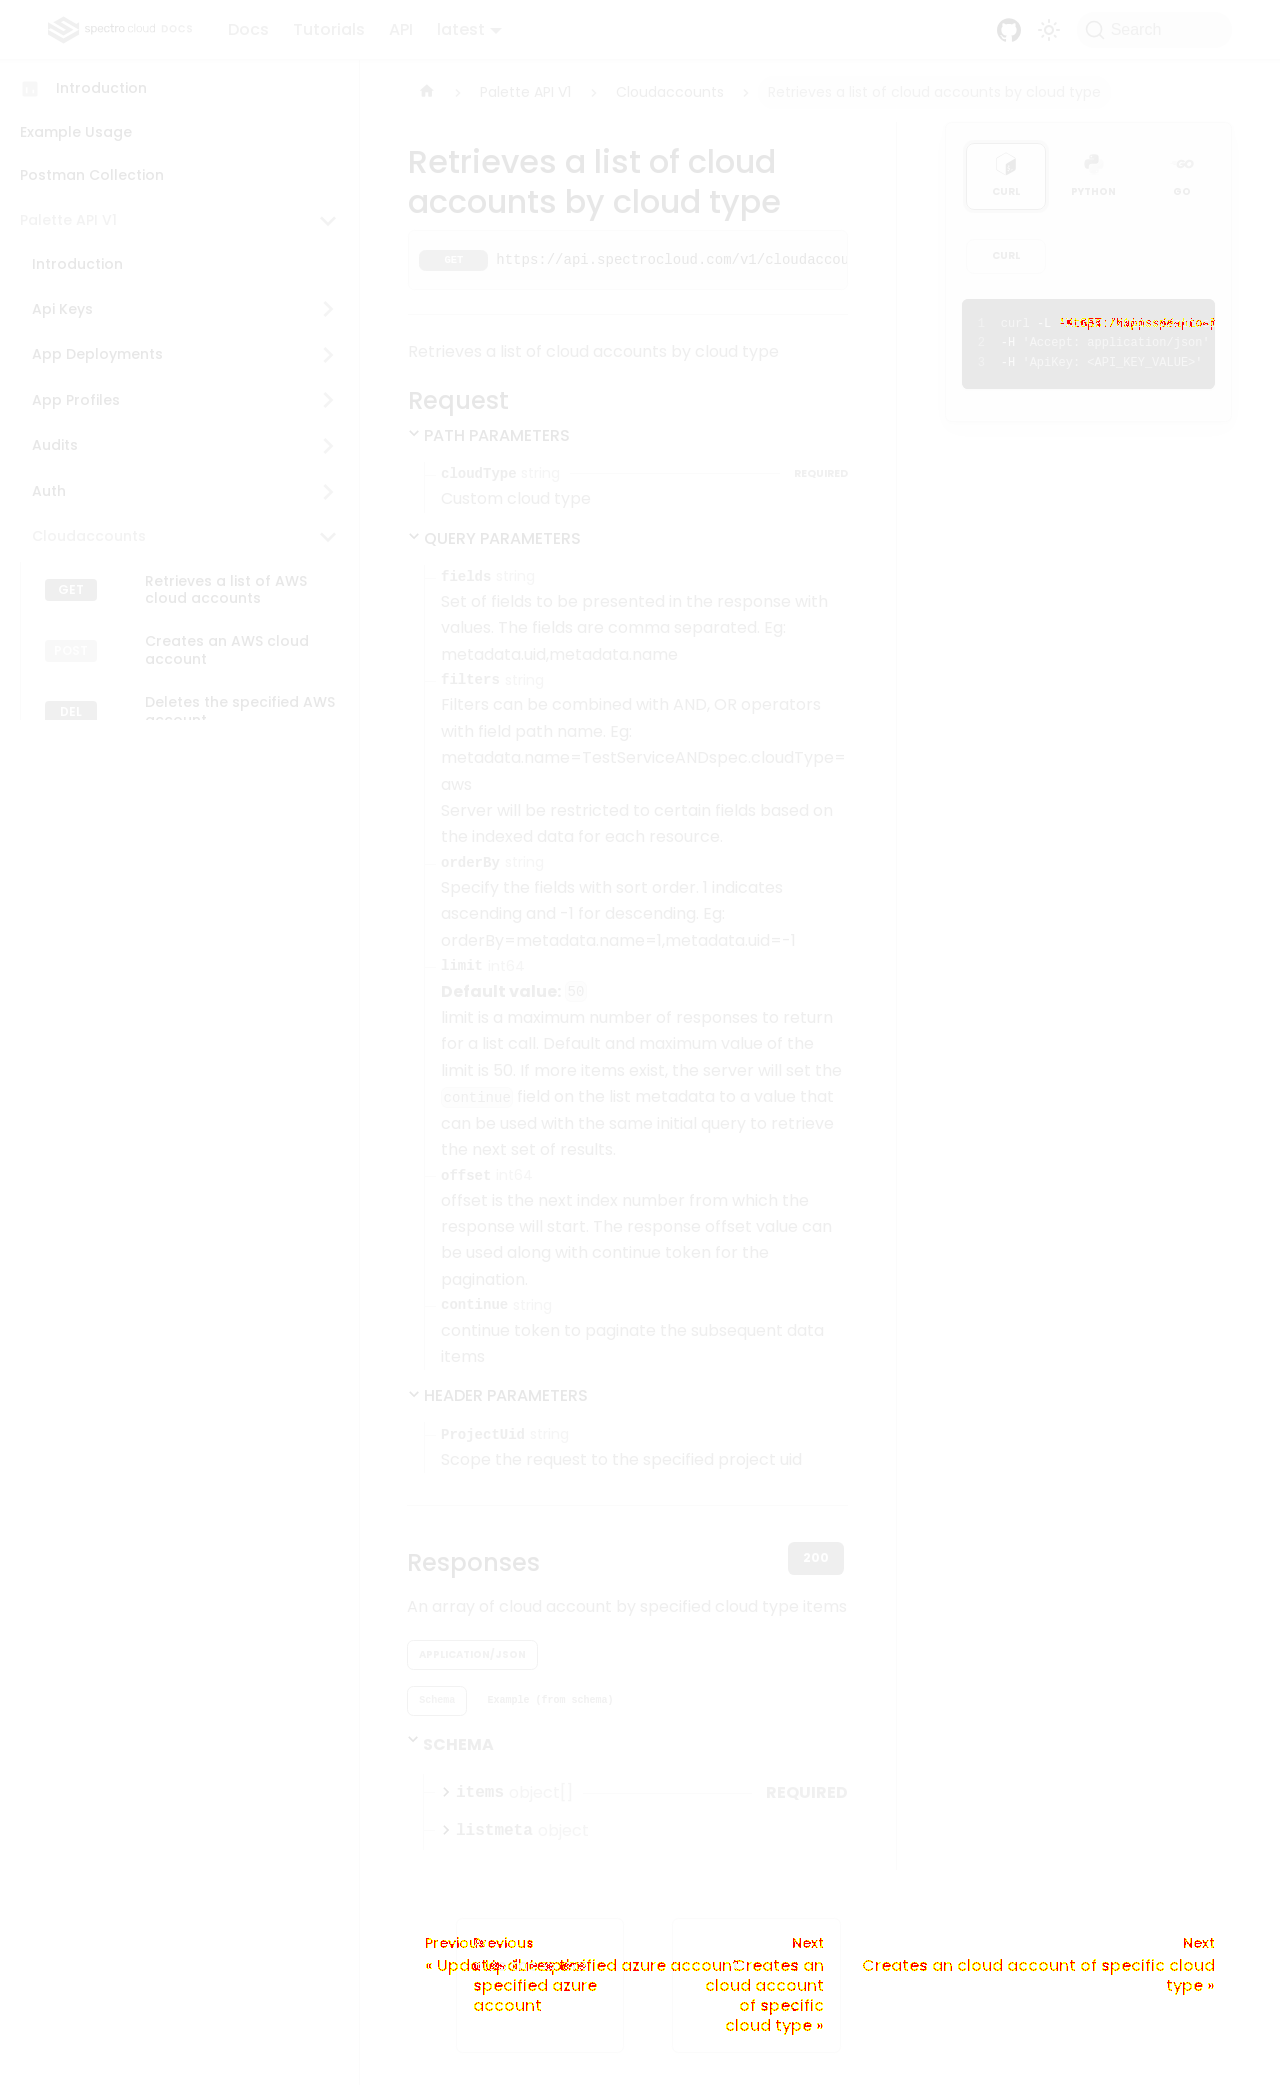 spectro cloud DOCS
Docs
Tutorials
API
latest
Search
Introduction
Example Usage
Postman Collection
Palette API V1
Introduction
Api Keys
App Deployments
App Profiles
Audits
Auth
Cloudaccounts
GET
Retrieves a list of AWS
cloud accounts
POST
Creates an AWS cloud
account
DEL
Deletes the specified AWS
account
Palette API V1
Cloudaccounts
Retrieves a list of cloud accounts by cloud type
Retrieves a list of cloud
accounts by cloud type
GET
https://api.spectrocloud.com/v1/cloudaccou
Retrieves a list of cloud accounts by cloud type
Request
PATH PARAMETERS
cloudType string
REQUIRED
Custom cloud type
QUERY PARAMETERS
fields string
Set of fields to be presented in the response with
values. The fields are comma separated. Eg:
metadata.uid,metadata.name
filters string
Filters can be combined with AND, OR operators
with field path name. Eg:
metadata.name=TestServiceANDspec.cloudType=
aws
Server will be restricted to certain fields based on
the indexed data for each resource.
orderBy string
Specify the fields with sort order. 1 indicates
ascending and -1 for descending. Eg:
orderBy=metadata.name=1,metadata.uid=-1
limit int64
Default value: 50
limit is a maximum number of responses to return
for a list call. Default and maximum value of the
limit is 50. If more items exist, the server will set the
continue field on the list metadata to a value that
can be used with the same initial query to retrieve
the next set of results.
offset int64
offset is the next index number from which the
response will start. The response offset value can
be used along with continue token for the
pagination.
continue string
continue token to paginate the subsequent data
items
HEADER PARAMETERS
ProjectUid string
Scope the request to the specified project uid
Responses
200
An array of cloud account by specified cloud type items
APPLICATION/JSON
Schema
Example (from schema)
SCHEMA
items object[]
REQUIRED
listmeta object
CURL
PYTHON
GO
CURL
1 curl -L
2 -H 'Accept: application/json'
3 -H 'ApiKey: <API_KEY_VALUE>'
Previous
Previous
Next
Next
specified azure account
specified azure
account
Creates an
cloud account
of specific
cloud type »
Creates an cloud account of specific cloud
type »